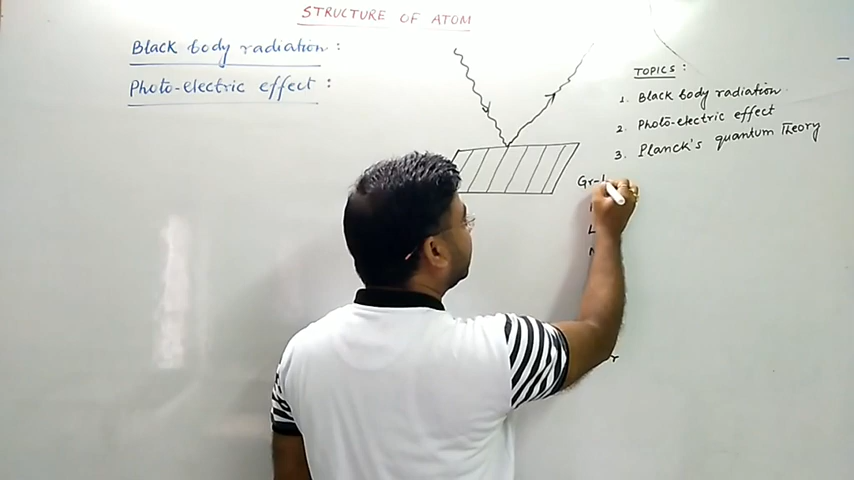 STRUCTURE OF ATOM
Black body radiation :
Photo-electric effect :
TOPICS :
1. Black body radiation.
2. Photo-electric effect
3. Planck's quantum Theory
Gr-1
L